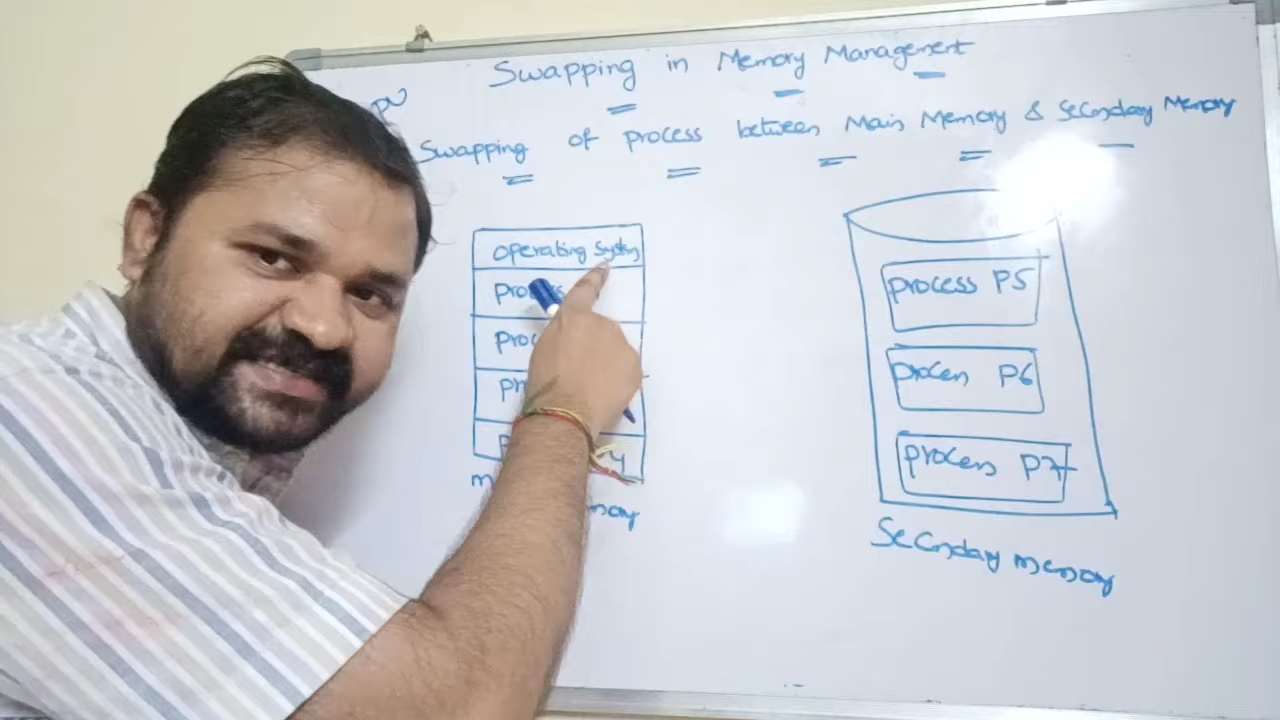 Swapping in Memory Management
Swapping of process between Main Memory & Secondary Memory
operating System
process P5
process P6
process P7
Secondary memory